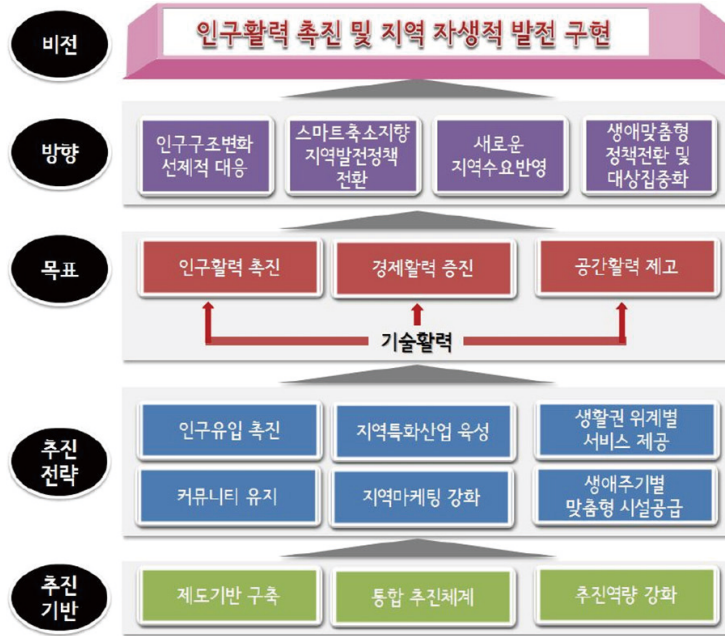 비전
인구활력 촉진 및 지역 자생적 발전 구현
방향
인구구조변화
선제적 대응
스마트축소지향
지역발전정책
전환
새로운
지역수요반영
생애맞춤형
정책전환 및
대상집중화
목표
인구활력 촉진
경제활력 증진
공간활력 제고
기술활력
추진
전략
인구유입 촉진
지역특화산업 육성
생활권 위계별
서비스 제공
커뮤니티 유지
지역마케팅 강화
생애주기별
맞춤형 시설공급
추진
기반
제도기반 구축
통합 추진체계
추진역량 강화